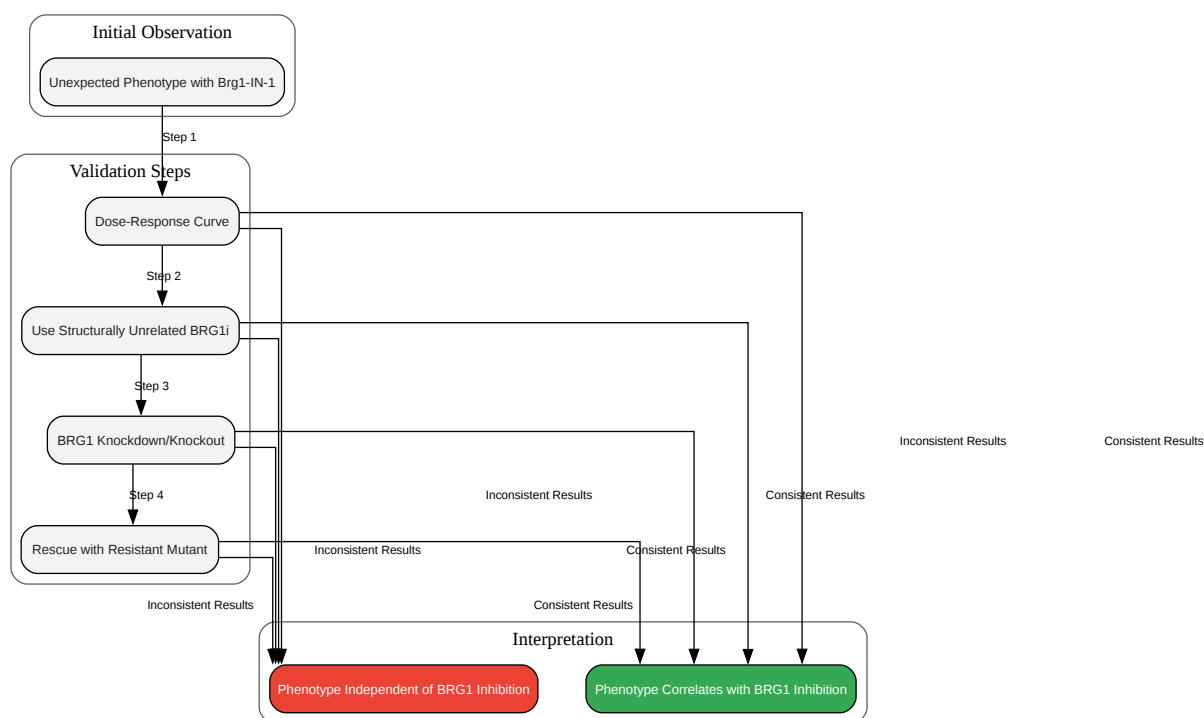 Initial Observation
Unexpected Phenotype with Brg1-IN-1
Step 1
Validation Steps
Dose-Response Curve
Step 2
Use Structurally Unrelated BRG1i
Step 3
BRG1 Knockdown/Knockout
Inconsistent Results
Consistent Results
Step 4
Inconsistent Results
Consistent Results
Rescue with Resistant Mutant
Inconsistent Results
Consistent Results
Inconsistent Results
Consistent Results
Interpretation
Phenotype Independent of BRG1 Inhibition
Phenotype Correlates with BRG1 Inhibition